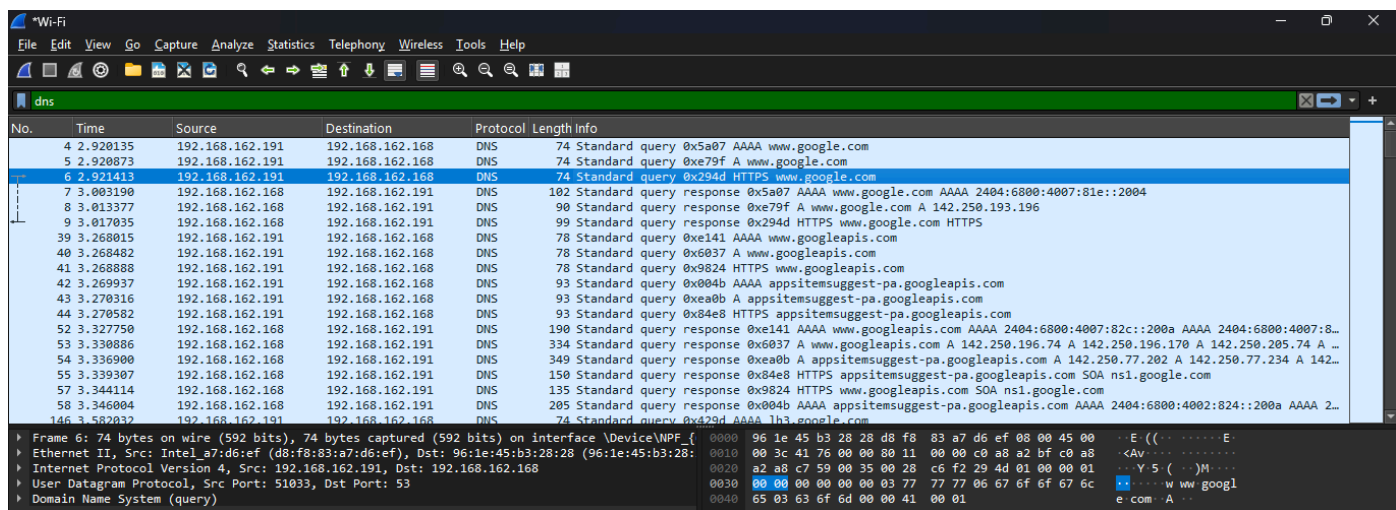 *Wi-Fi
File Edit View Go Capture Analyze Statistics Telephony Wireless Tools Help
dns
No. Time Source Destination Protocol Length Info
4 2.920135 192.168.162.191 192.168.162.168 DNS 74 Standard query 0x5a07 AAAA www.google.com
5 2.920873 192.168.162.191 192.168.162.168 DNS 74 Standard query 0xe79f A www.google.com
6 2.921413 192.168.162.191 192.168.162.168 DNS 74 Standard query 0x294d HTTPS www.google.com
7 3.003190 192.168.162.168 192.168.162.191 DNS 102 Standard query response 0x5a07 AAAA www.google.com AAAA 2404:6800:4007:81e::2004
8 3.013377 192.168.162.168 192.168.162.191 DNS 90 Standard query response 0xe79f A www.google.com A 142.250.193.196
9 3.017035 192.168.162.168 192.168.162.191 DNS 99 Standard query response 0x294d HTTPS www.google.com HTTPS
39 3.268015 192.168.162.191 192.168.162.168 DNS 78 Standard query 0xe141 AAAA www.googleapis.com
40 3.268482 192.168.162.191 192.168.162.168 DNS 78 Standard query 0x6037 A www.googleapis.com
41 3.268888 192.168.162.191 192.168.162.168 DNS 78 Standard query 0x9824 HTTPS www.googleapis.com
42 3.269937 192.168.162.191 192.168.162.168 DNS 93 Standard query 0x004b AAAA appsitemsuggest-pa.googleapis.com
43 3.270316 192.168.162.191 192.168.162.168 DNS 93 Standard query 0xea0b A appsitemsuggest-pa.googleapis.com
44 3.270582 192.168.162.191 192.168.162.168 DNS 93 Standard query 0x84e8 HTTPS appsitemsuggest-pa.googleapis.com
52 3.327750 192.168.162.168 192.168.162.191 DNS 190 Standard query response 0xe141 AAAA www.googleapis.com AAAA 2404:6800:4007:82c::200a AAAA 2404:6800:4007:8…
53 3.330886 192.168.162.168 192.168.162.191 DNS 334 Standard query response 0x6037 A www.googleapis.com A 142.250.196.74 A 142.250.196.170 A 142.250.205.74 A …
54 3.336900 192.168.162.168 192.168.162.191 DNS 349 Standard query response 0xea0b A appsitemsuggest-pa.googleapis.com A 142.250.77.202 A 142.250.77.234 A 142…
55 3.339307 192.168.162.168 192.168.162.191 DNS 150 Standard query response 0x84e8 HTTPS appsitemsuggest-pa.googleapis.com SOA ns1.google.com
57 3.344114 192.168.162.168 192.168.162.191 DNS 135 Standard query response 0x9824 HTTPS www.googleapis.com SOA ns1.google.com
58 3.346004 192.168.162.168 192.168.162.191 DNS 205 Standard query response 0x004b AAAA appsitemsuggest-pa.googleapis.com AAAA 2404:6800:4002:824::200a AAAA 2…
146 3.582032 192.168.162.191 192.168.162.168 DNS 74 Standard query 0x429d AAAA lh3.google.com
Frame 6: 74 bytes on wire (592 bits), 74 bytes captured (592 bits) on interface \Device\NPF_{
Ethernet II, Src: Intel_a7:d6:ef (d8:f8:83:a7:d6:ef), Dst: 96:1e:45:b3:28:28 (96:1e:45:b3:28:
Internet Protocol Version 4, Src: 192.168.162.191, Dst: 192.168.162.168
User Datagram Protocol, Src Port: 51033, Dst Port: 53
Domain Name System (query)
0000 96 1e 45 b3 28 28 d8 f8 83 a7 d6 ef 08 00 45 00 ··E·((·· ······E·
0010 00 3c 41 76 00 00 80 11 00 00 c0 a8 a2 bf c0 a8 ·<Av···· ········
0020 a2 a8 c7 59 00 35 00 28 c6 f2 29 4d 01 00 00 01 ···Y·5·( ··)M····
0030 00 00 00 00 00 00 03 77 77 77 06 67 6f 6f 67 6c ·······w ww·googl
0040 65 03 63 6f 6d 00 00 41 00 01 e·com··A ··